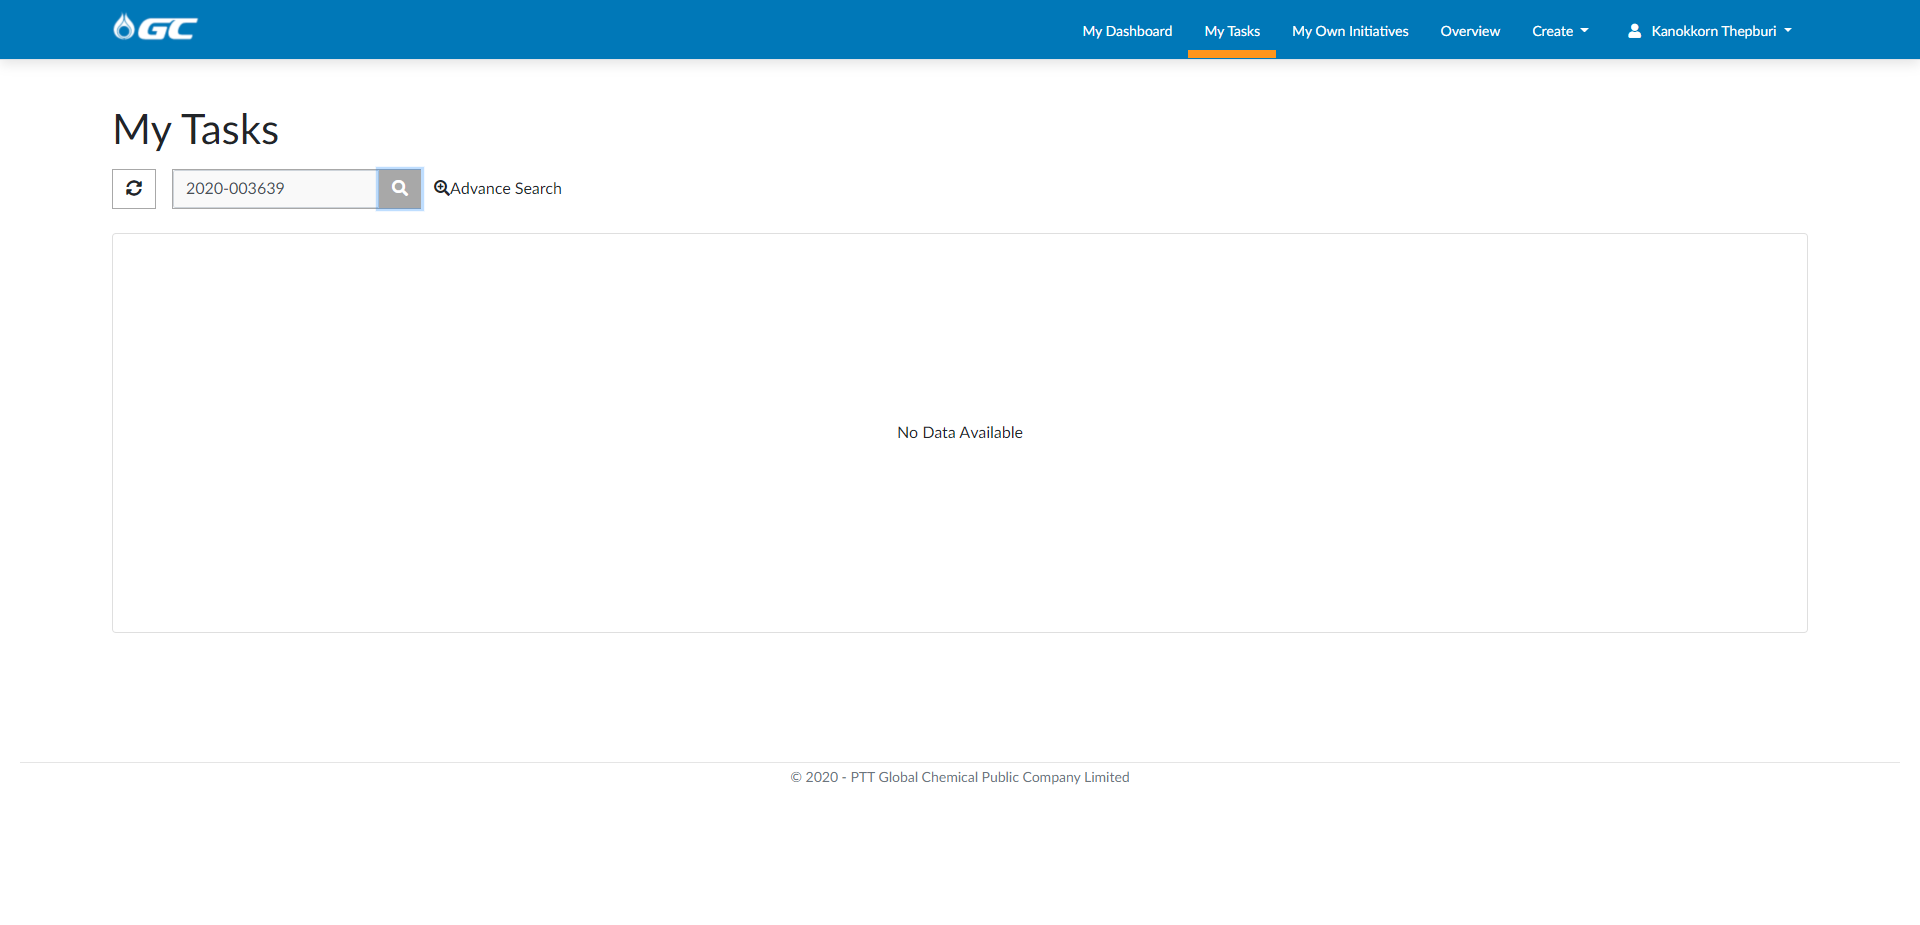 GC
My Dashboard My Tasks My Own Initiatives Overview Create Kanokkorn Thepburi
My Tasks
2020-003639 Advance Search
No Data Available
© 2020 - PTT Global Chemical Public Company Limited